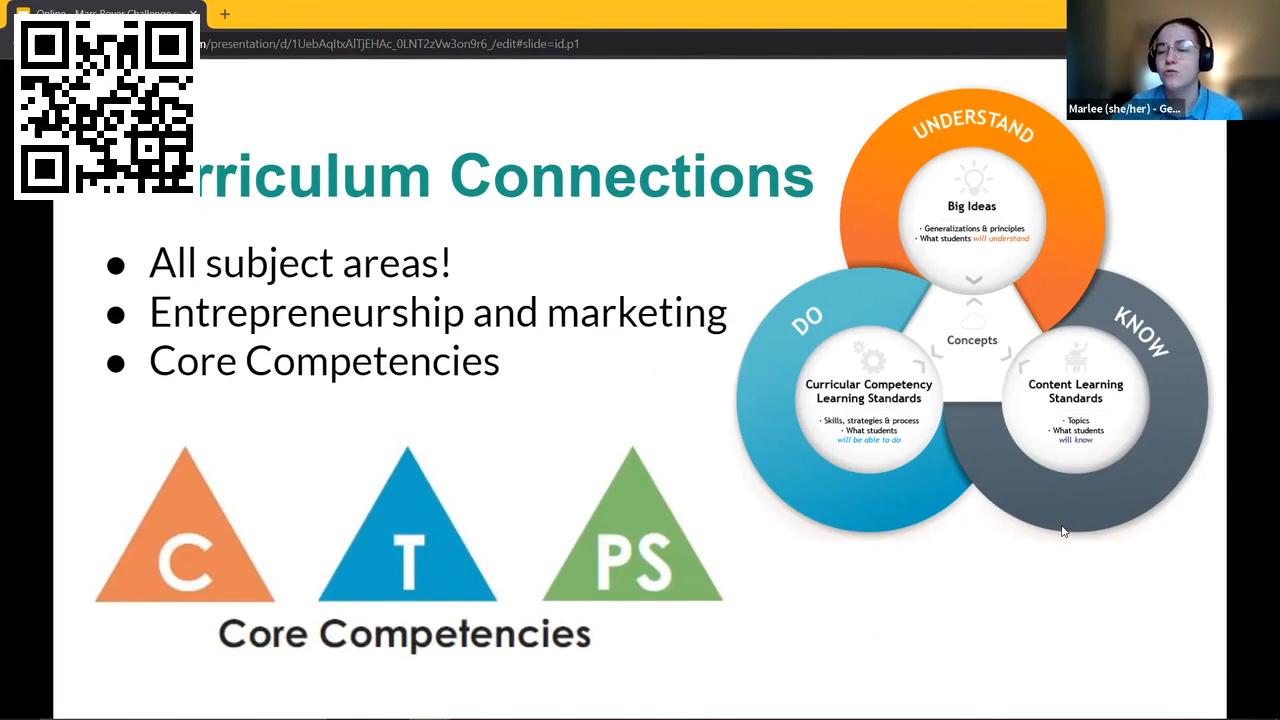 Online - Mars Rover Challenge
/presentation/d/1UebAqItxAlTjEHAc_0LNT2zVw3on9r6_/edit#slide=id.p1
Marlee (she/her) - Ge...
rriculum Connections
● All subject areas!
● Entrepreneurship and marketing
● Core Competencies
UNDERSTAND
Big Ideas
· Generalizations & principles
· What students will understand
Concepts
DO
Curricular Competency
Learning Standards
· Skills, strategies & process
· What students
will be able to do
KNOW
Content Learning
Standards
· Topics
· What students
will know
C
T
PS
Core Competencies